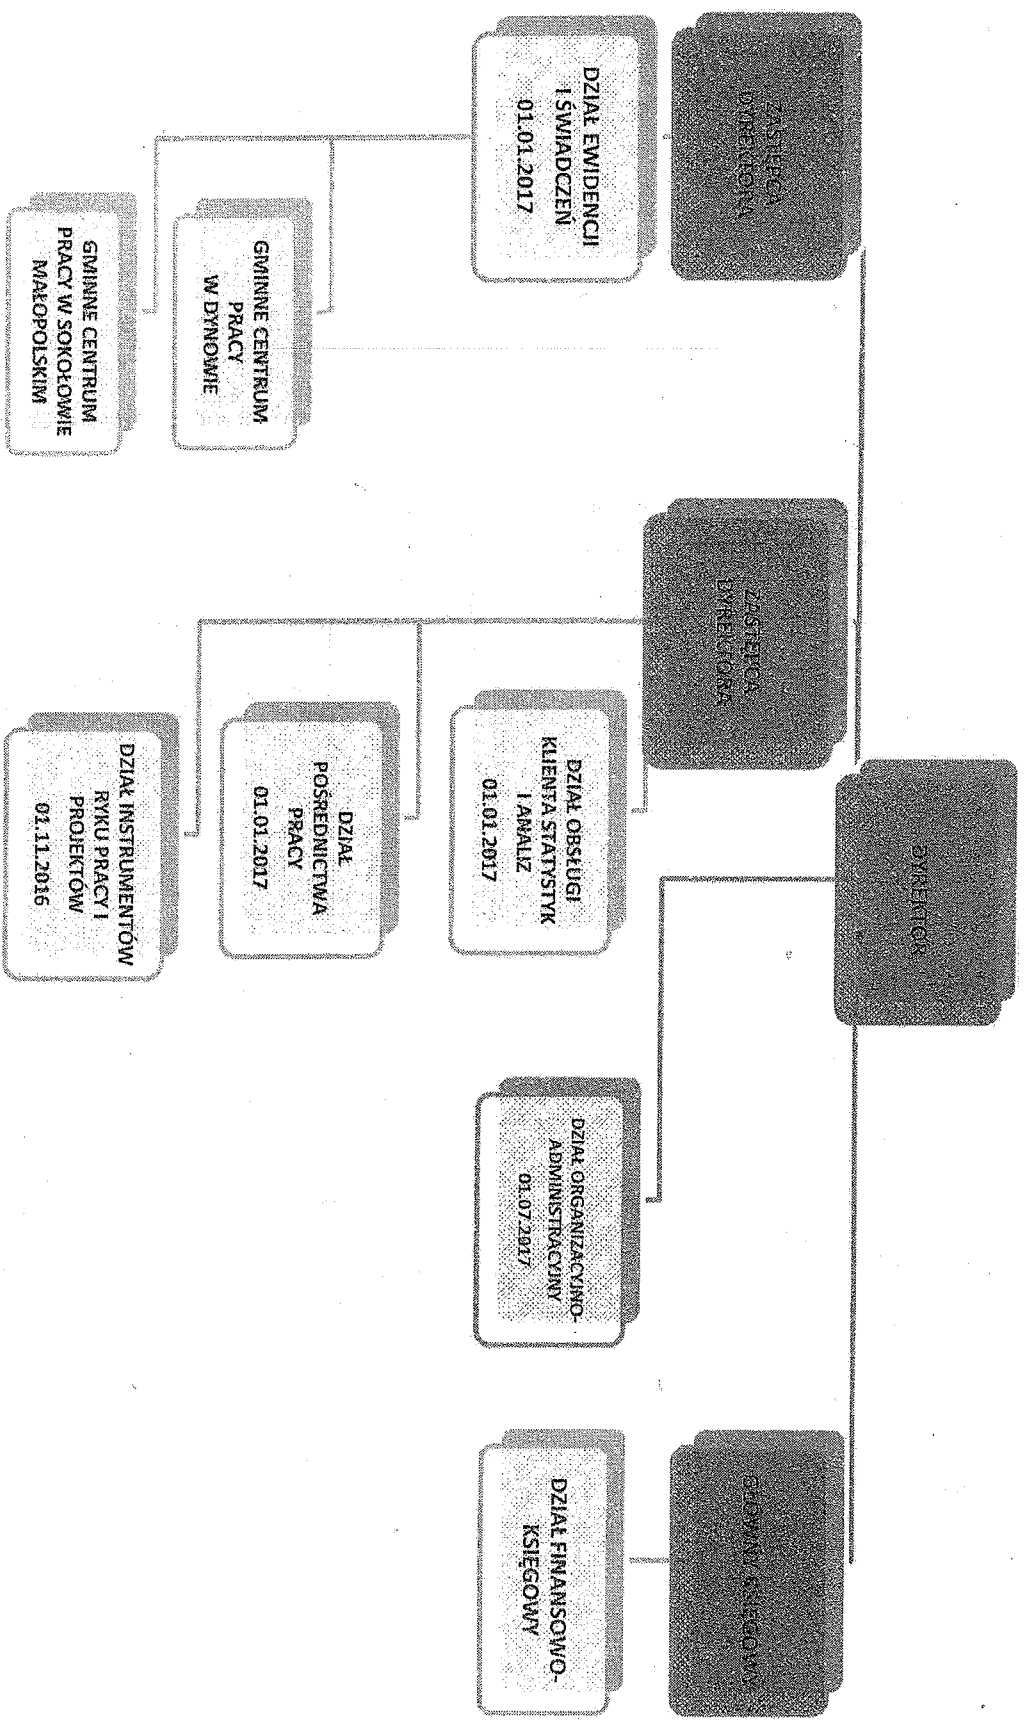 DYREKTOR
ZASTĘPCA
DYREKTORA
ZASTĘPCA
DYREKTORA
GŁÓWNY KSIĘGOWY
DZIAŁ EWIDENCJI
I ŚWIADCZEŃ
01.01.2017
GMINNE CENTRUM
PRACY
W DYNOWIE
GMINNE CENTRUM
PRACY W SOKOŁOWIE
MAŁOPOLSKIM
DZIAŁ OBSŁUGI
KLIENTA STATYSTYK
I ANALIZ
01.01.2017
DZIAŁ
POŚREDNICTWA
PRACY
01.01.2017
DZIAŁ INSTRUMENTÓW
RYKU PRACY I
PROJEKTÓW
01.11.2016
DZIAŁ ORGANIZACYJNO-
ADMINISTRACYJNY
01.07.2017
DZIAŁ FINANSOWO-
KSIĘGOWY